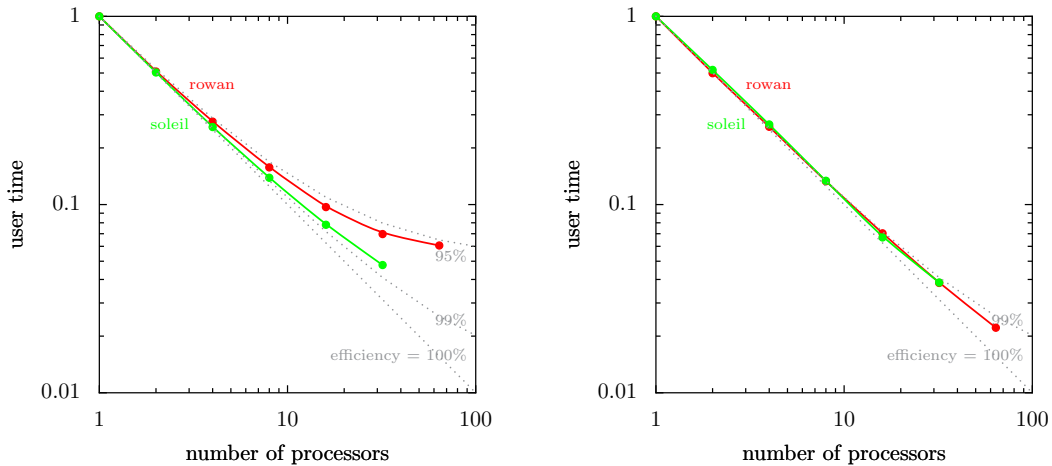 1
rowan
soleil
0.1
95%
99%
efficiency = 100%
0.01
1
10
100
number of processors
user time
1
rowan
soleil
0.1
99%
efficiency = 100%
0.01
1
10
100
number of processors
user time